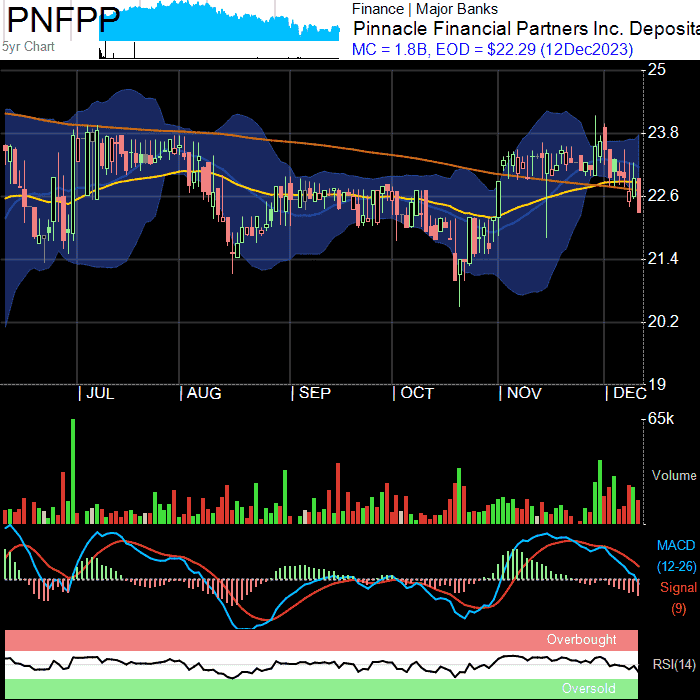 PNFPP
5yr Chart
Finance | Major Banks
Pinnacle Financial Partners Inc. Deposita
MC = 1.8B, EOD = $22.29 (12Dec2023)
25
23.8
22.6
21.4
20.2
19
| JUL | AUG | SEP | OCT | NOV | DEC
65k
Volume
MACD
(12-26)
Signal
(9)
Overbought
RSI(14)
Oversold